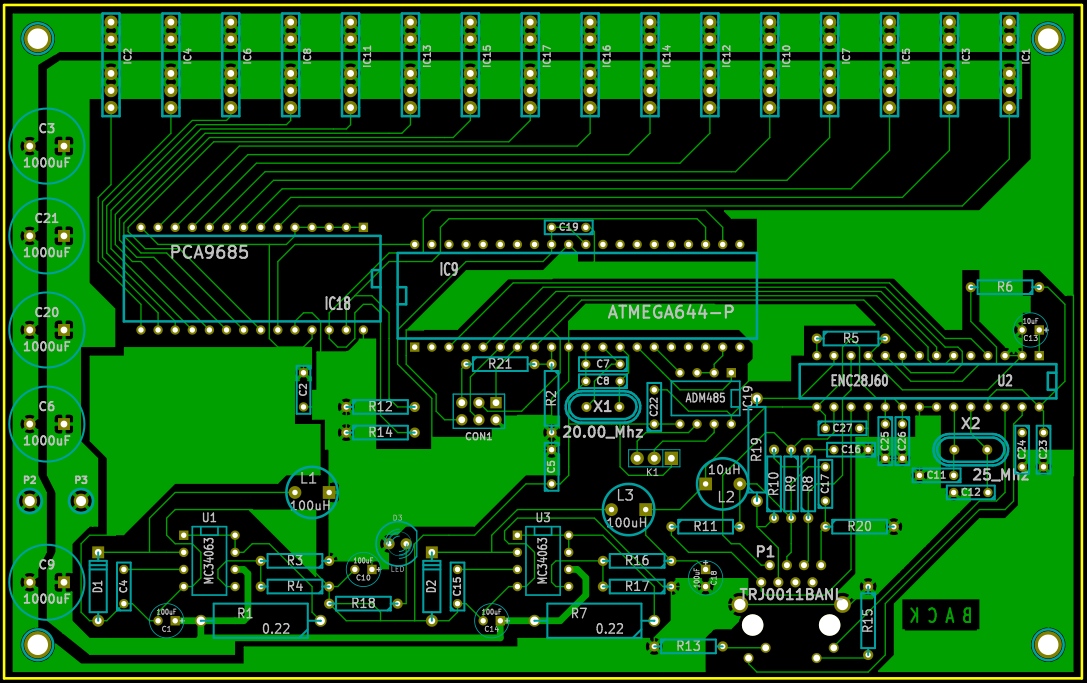 IC2
IC4
IC6
IC8
IC11
IC13
IC15
IC17
IC16
IC14
IC12
IC10
IC7
IC5
IC3
IC1
C3
1000uF
C21
1000uF
C20
1000uF
C6
1000uF
P2
P3
C9
1000uF
PCA9685
IC18
IC9
C19
ATMEGA644-P
R6
10uF
C13
R5
ENC28J60
U2
R21
C7
C8
C2
R12
R14
CON1
R2
X1
20.00_Mhz
C22
ADM485
IC19
C5
K1
R19
C27
C16
C25
C26
X2
25_Mhz
C24
C23
C11
C12
L1
100uH
L3
100uH
10uH
L2
R10
R9
R8
C17
R11
R20
U1
MC34063
D3
LED
U3
MC34063
D1
C4
R3
R4
100uF
C10
R18
D2
C15
R16
R17
100uF
C18
P1
TRJ0011BANL
100uF
C1
R1
0.22
100uF
C14
R7
0.22
R13
R15
BACK